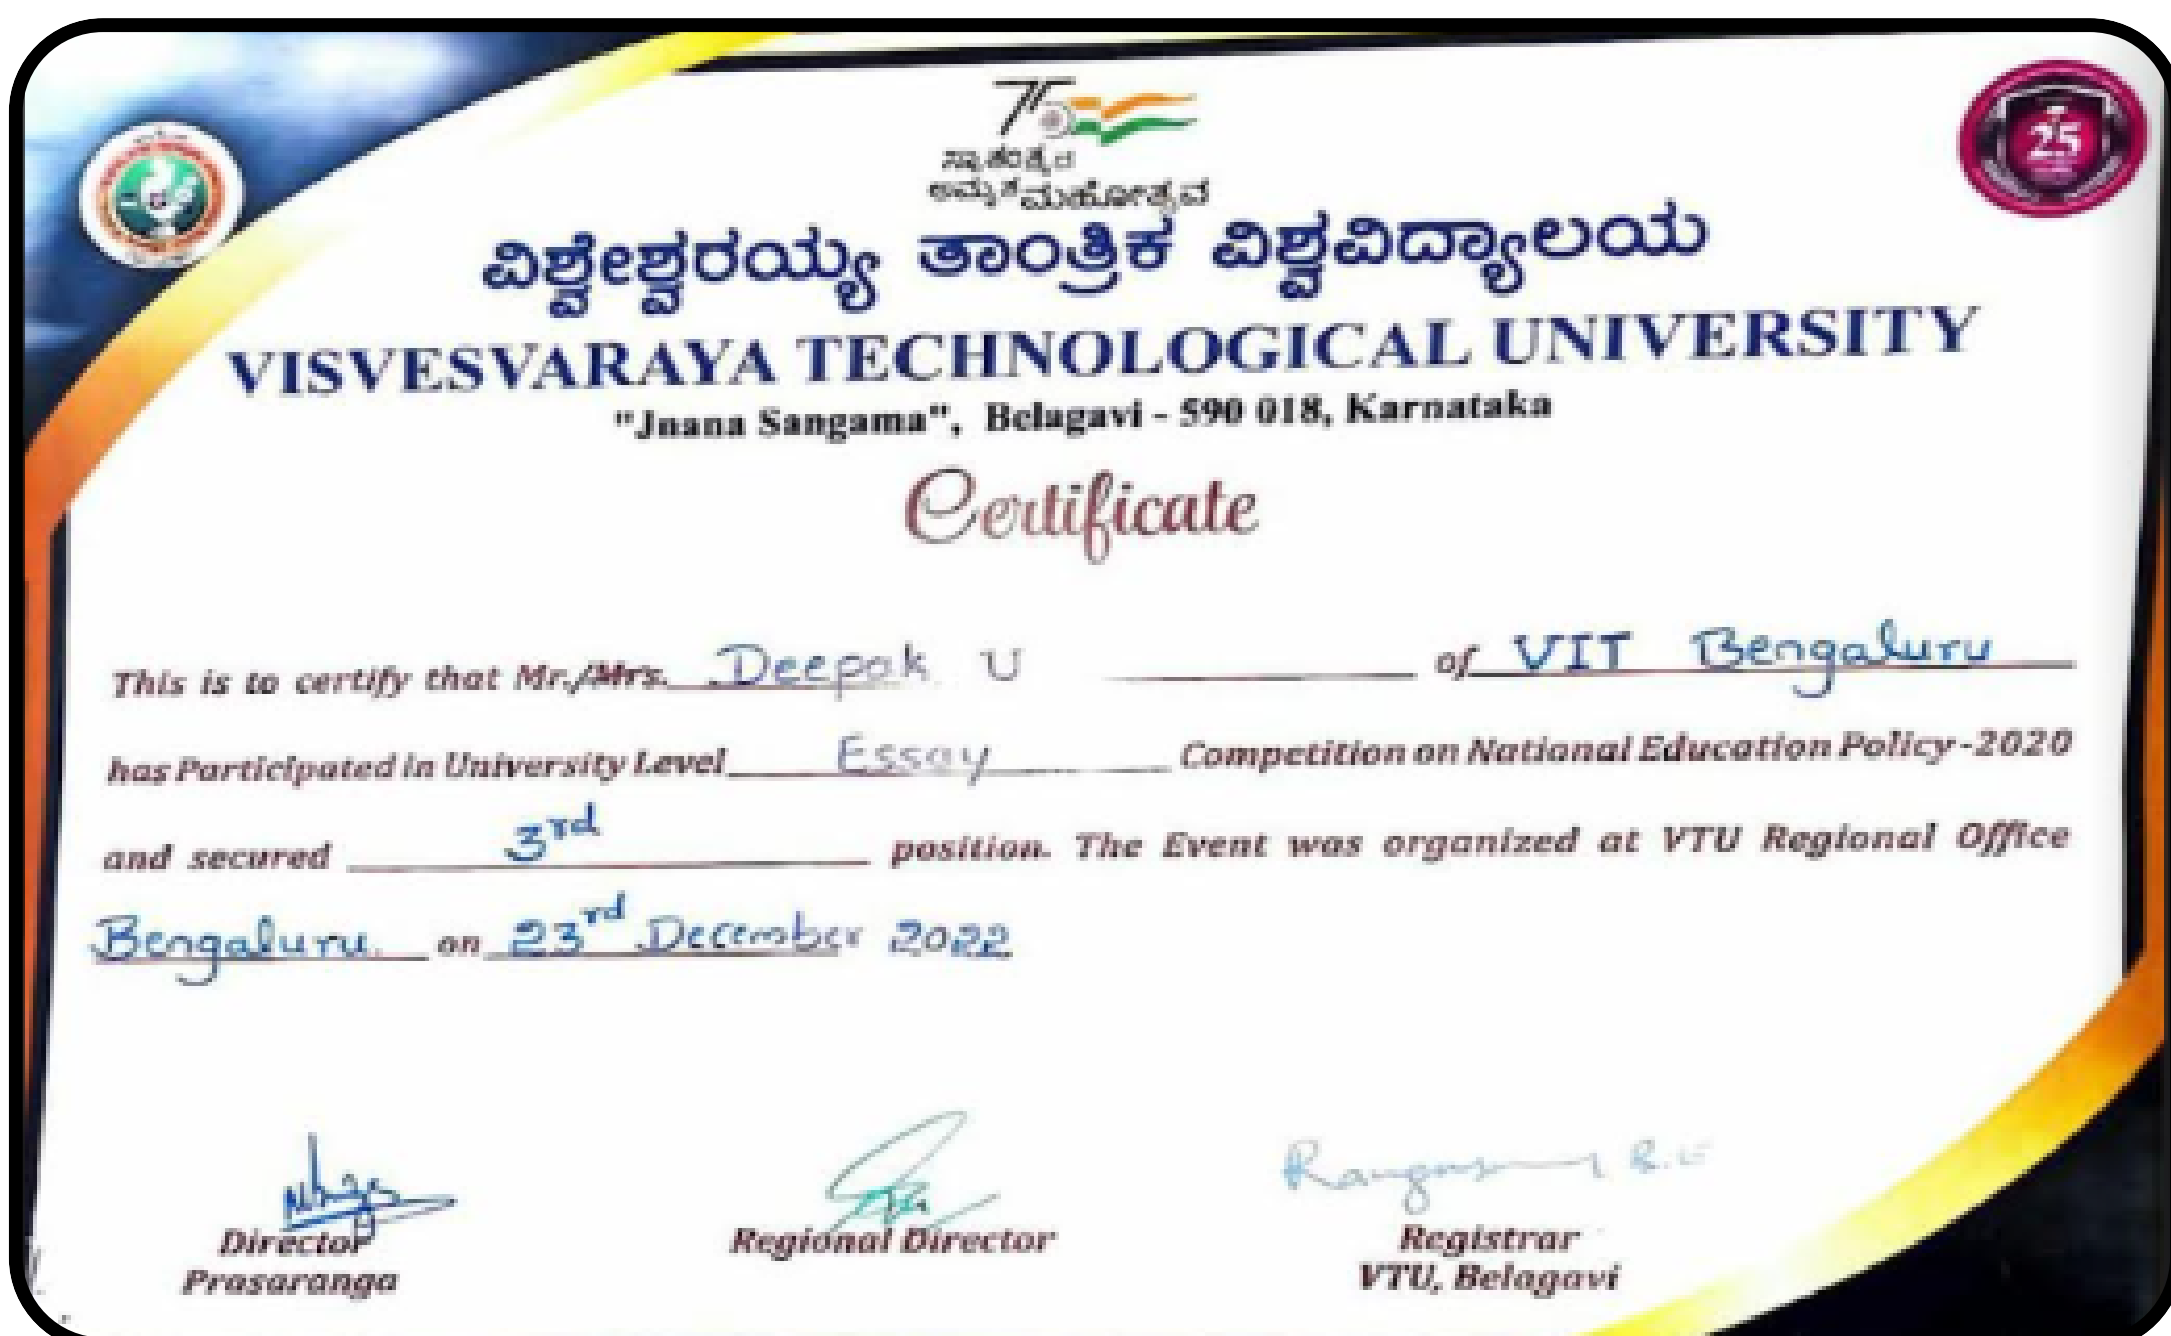 75
ಸ್ವಾತಂತ್ರ್ಯದ
ಅಮೃತ ಮಹೋತ್ಸವ
25
ವಿಶ್ವೇಶ್ವರಯ್ಯ ತಾಂತ್ರಿಕ ವಿಶ್ವವಿದ್ಯಾಲಯ
VISVESVARAYA TECHNOLOGICAL UNIVERSITY
"Jnana Sangama", Belagavi - 590 018, Karnataka
Certificate
This is to certify that Mr./Mrs. Deepak U of VIT Bengaluru
has Participated in University Level Essay Competition on National Education Policy -2020
and secured 3rd position. The Event was organized at VTU Regional Office
Bengaluru on 23rd December 2022
Director Regional Director Registrar
Prasaranga VTU, Belagavi